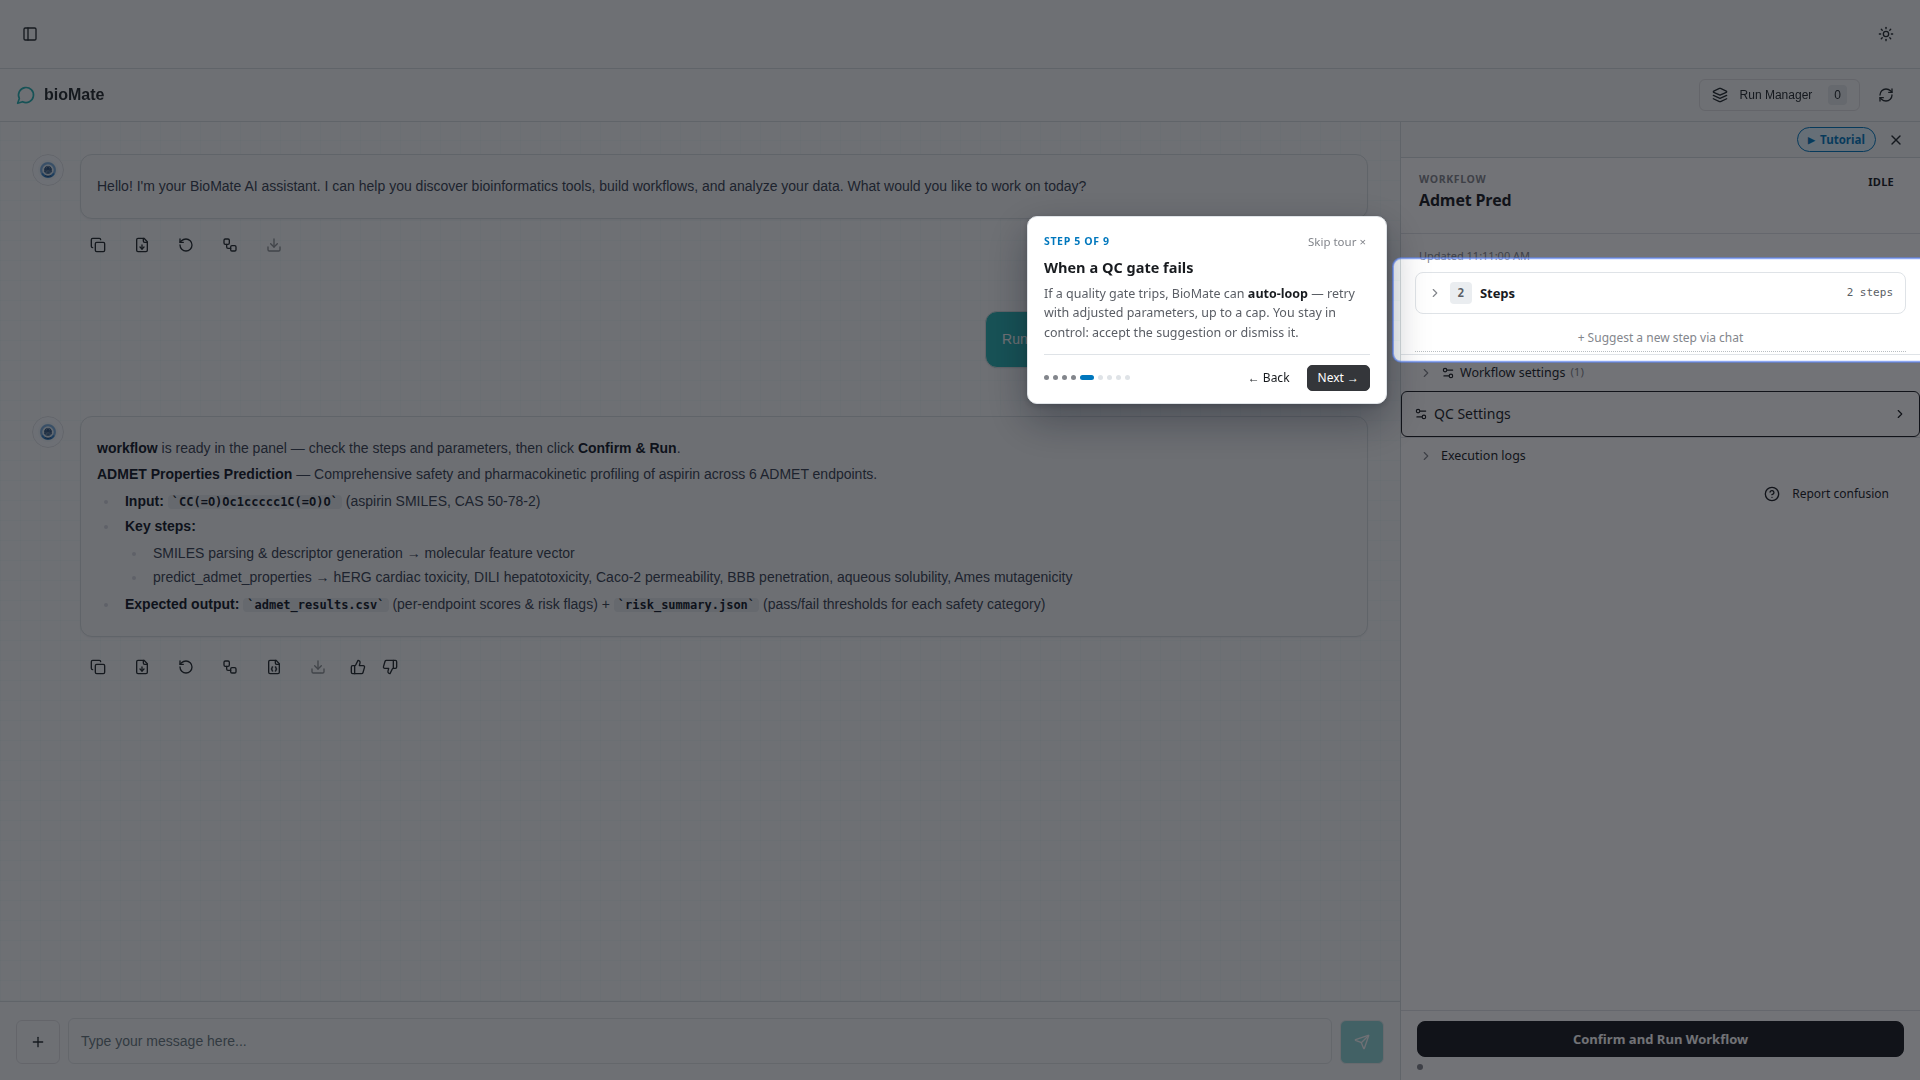 bioMate
Run Manager 0
Tutorial
Hello! I'm your BioMate AI assistant. I can help you discover bioinformatics tools, build workflows, and analyze your data. What would you like to work on today?
WORKFLOW
IDLE
Admet Pred
Updated 11:11:00 AM
STEP 5 OF 9
Skip tour ×
When a QC gate fails
If a quality gate trips, BioMate can auto-loop — retry
with adjusted parameters, up to a cap. You stay in
control: accept the suggestion or dismiss it.
← Back
Next →
2 Steps
2 steps
+ Suggest a new step via chat
Run
Workflow settings (1)
QC Settings
Execution logs
Report confusion
workflow is ready in the panel — check the steps and parameters, then click Confirm & Run.
ADMET Properties Prediction — Comprehensive safety and pharmacokinetic profiling of aspirin across 6 ADMET endpoints.
Input: `CC(=O)Oc1ccccc1C(=O)O` (aspirin SMILES, CAS 50-78-2)
Key steps:
SMILES parsing & descriptor generation → molecular feature vector
predict_admet_properties → hERG cardiac toxicity, DILI hepatotoxicity, Caco-2 permeability, BBB penetration, aqueous solubility, Ames mutagenicity
Expected output: `admet_results.csv` (per-endpoint scores & risk flags) + `risk_summary.json` (pass/fail thresholds for each safety category)
Type your message here...
Confirm and Run Workflow